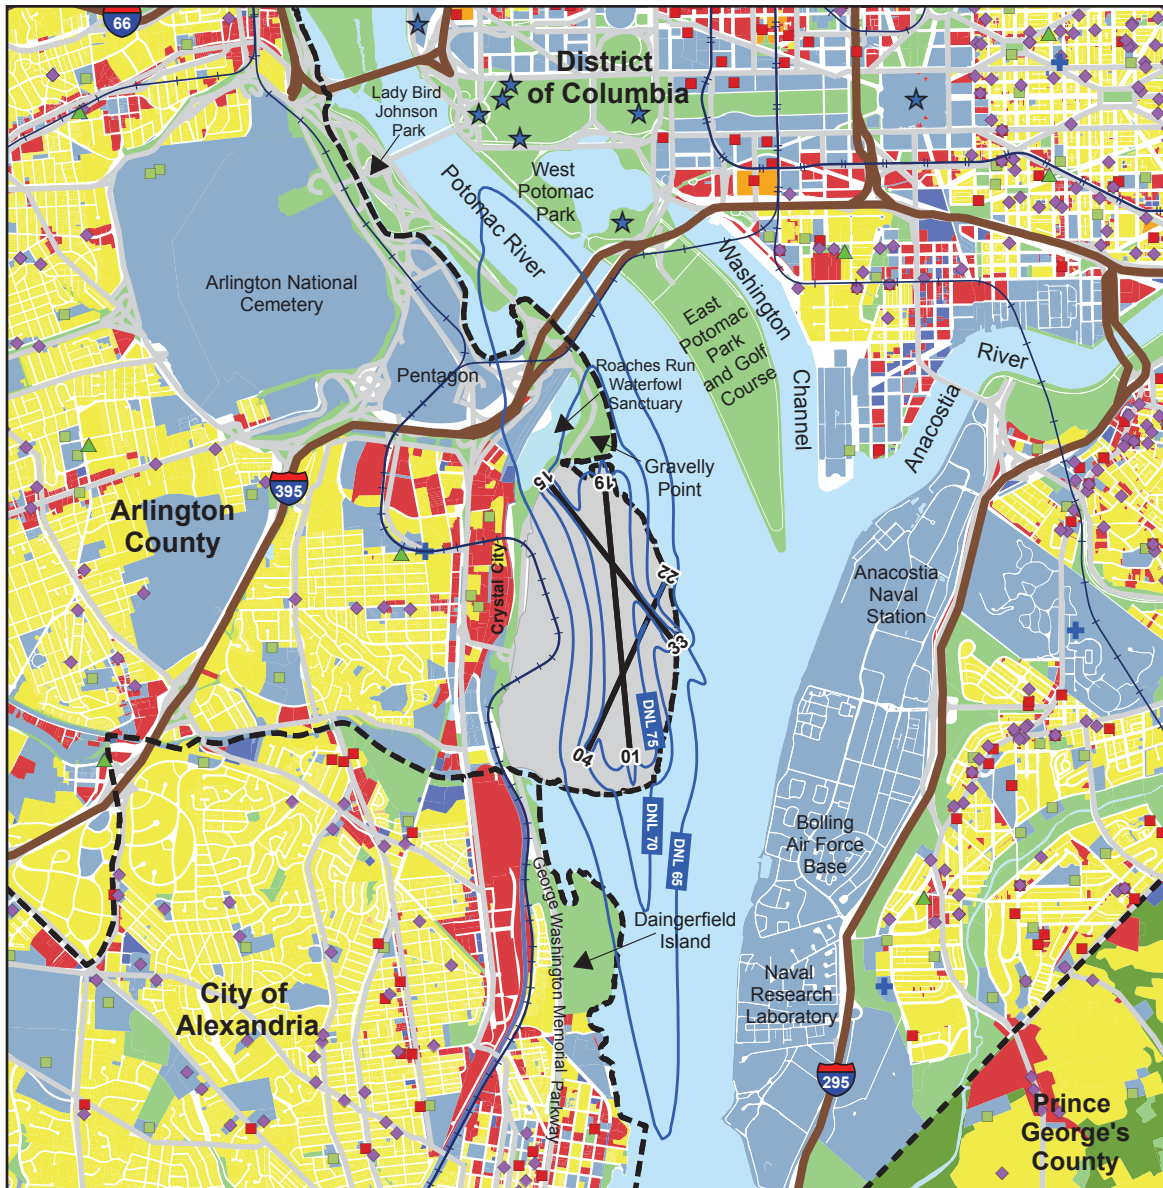 66
District
of Columbia
Lady Bird
Johnson
Park
West
Potomac
Park
Potomac River
Washington
Channel
Arlington National
Cemetery
East
Potomac
Park
and Golf
Course
River
Anacostia
Pentagon
Roaches Run
Waterfowl
Sanctuary
Gravelly
Point
395
15
19
Arlington
County
Crystal City
22
Anacostia
Naval
Station
33
DNL 75
04
01
DNL 70
DNL 65
Bolling
Air Force
Base
George Washington Memorial Parkway
Daingerfield
Island
City of
Alexandria
Naval
Research
Laboratory
295
Prince
George's
County